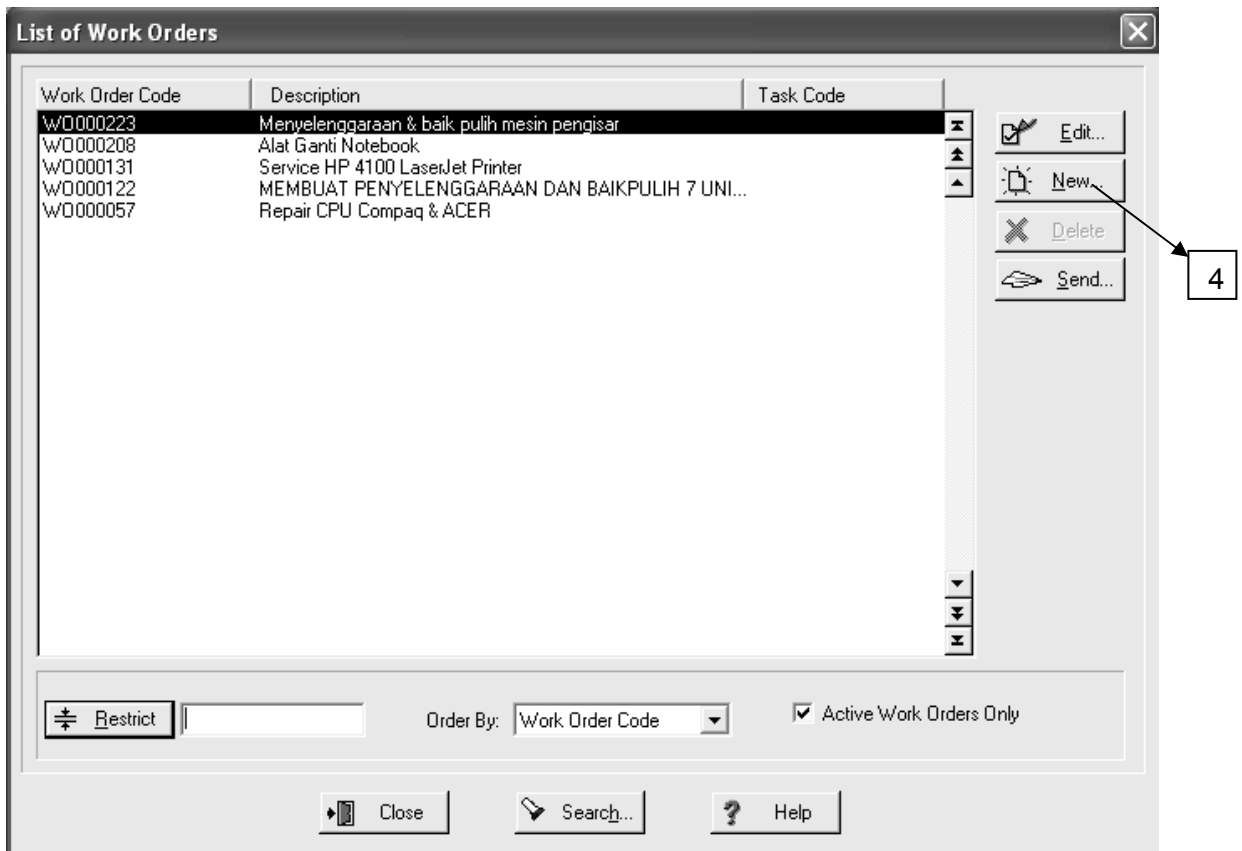 List of Work Orders
Work Order Code Description Task Code
WO000223 Menyelenggaraan & baik pulih mesin pengisar
WO000208 Alat Ganti Notebook
WO000131 Service HP 4100 LaserJet Printer
WO000122 MEMBUAT PENYELENGGARAAN DAN BAIKPULIH 7 UNI...
WO000057 Repair CPU Compaq & ACER
Edit...
New...
Delete
Send...
4
Restrict Order By: Work Order Code Active Work Orders Only
Close Search... Help